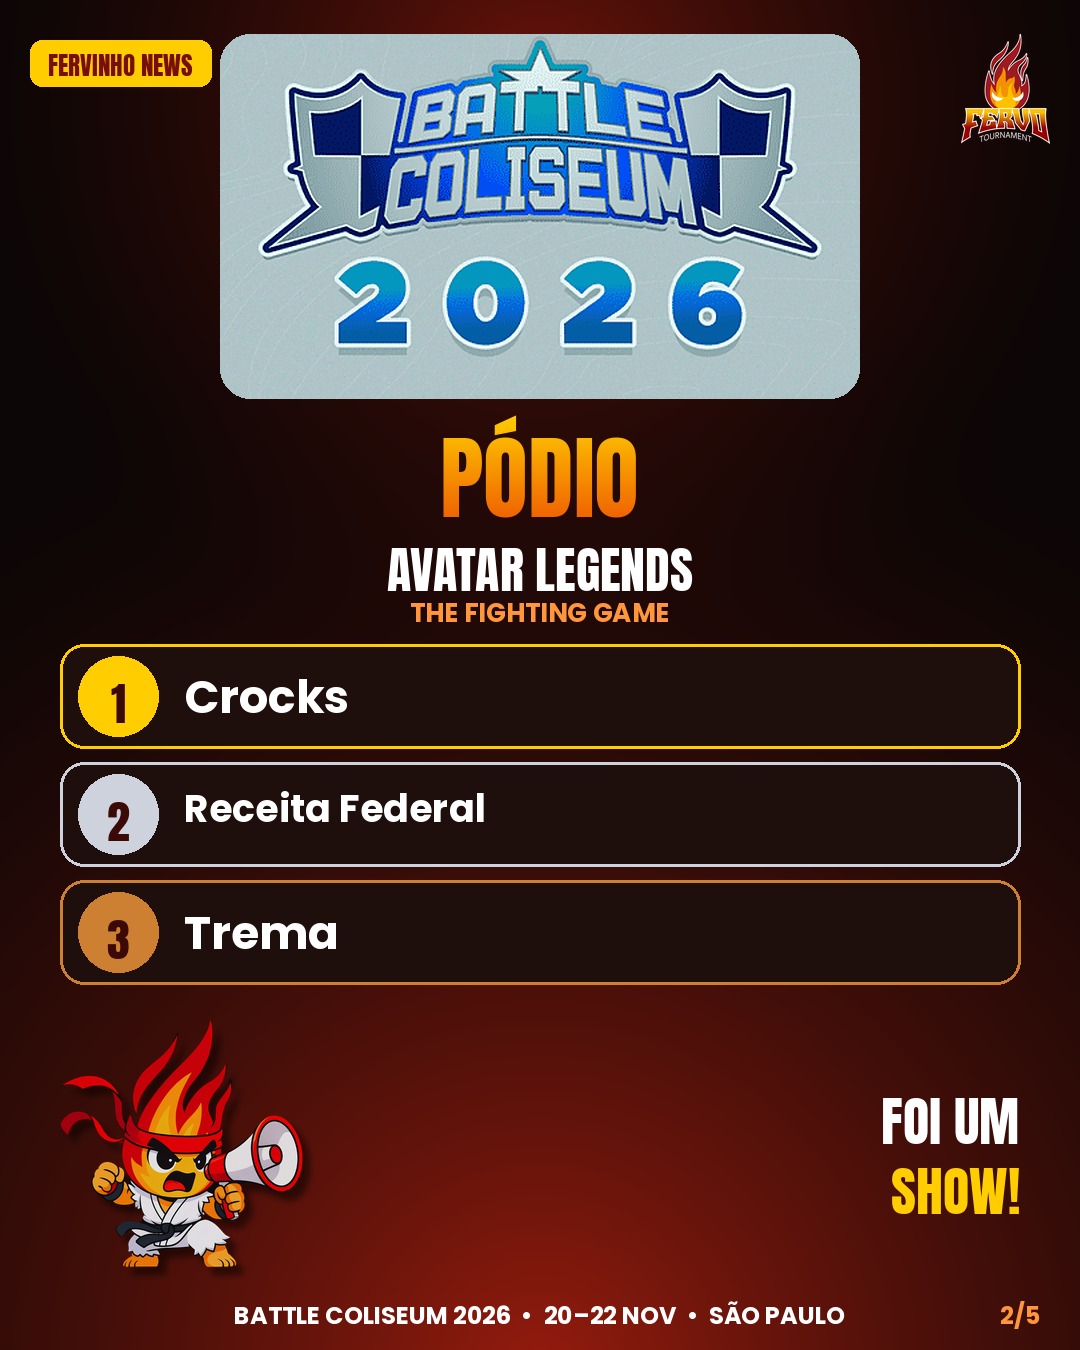 FERVINHO NEWS
BATTLE
COLISEUM
2026
FERVO
TOURNAMENT
PÓDIO
AVATAR LEGENDS
THE FIGHTING GAME
1
Crocks
2
Receita Federal
3
Trema
FOI UM
SHOW!
BATTLE COLISEUM 2026 • 20–22 NOV • SÃO PAULO
2/5